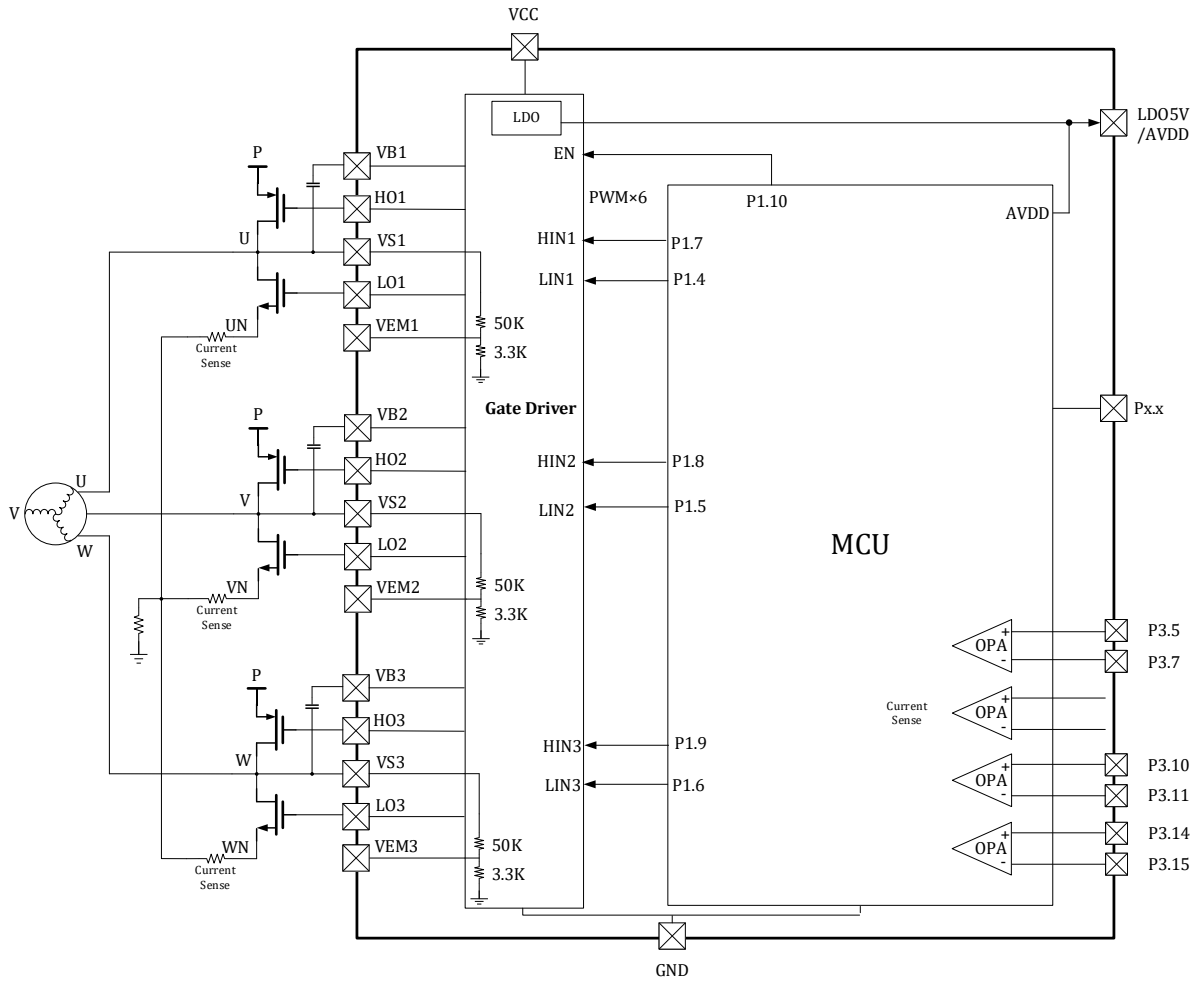 VCC
LDO
LDO5V
/AVDD
P
VB1
EN
PWM×6
P1.10
HO1
AVDD
U
VS1
HIN1
P1.7
LO1
LIN1
P1.4
UN
VEM1
50K
Current
Sense
3.3K
P
VB2
Gate Driver
Px.x
HO2
HIN2
P1.8
U
V
VS2
LIN2
P1.5
V
W
LO2
MCU
VN
VEM2
50K
Current
Sense
3.3K
+
OPA
-
P3.5
P3.7
P
VB3
Current
Sense
+
OPA
-
HO3
HIN3
P1.9
W
VS3
LIN3
P1.6
+
OPA
-
P3.10
P3.11
LO3
WN
VEM3
50K
Current
Sense
3.3K
+
OPA
-
P3.14
P3.15
GND